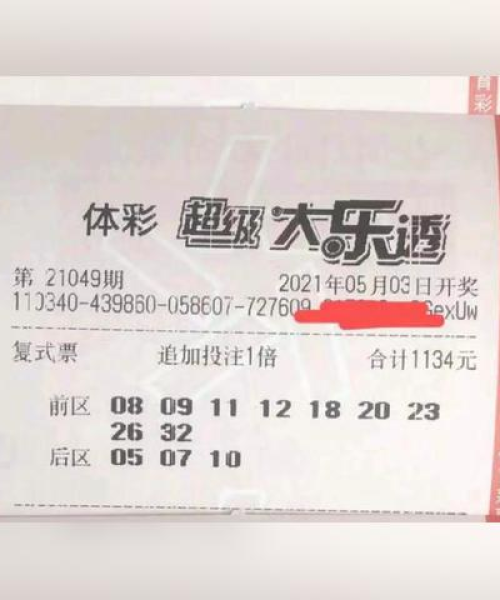 育
彩
体彩 超级大乐透
第 21049期 2021年05月03日开奖
110340-439860-058607-727609 GexUw
复式票 追加投注1倍 合计1134元
前区 08 09 11 12 18 20 23
26 32
后区 05 07 10